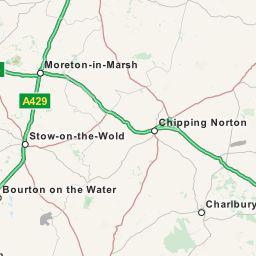 Moreton-in-Marsh
A429
Chipping Norton
Stow-on-the-Wold
Bourton on the Water
Charlbury